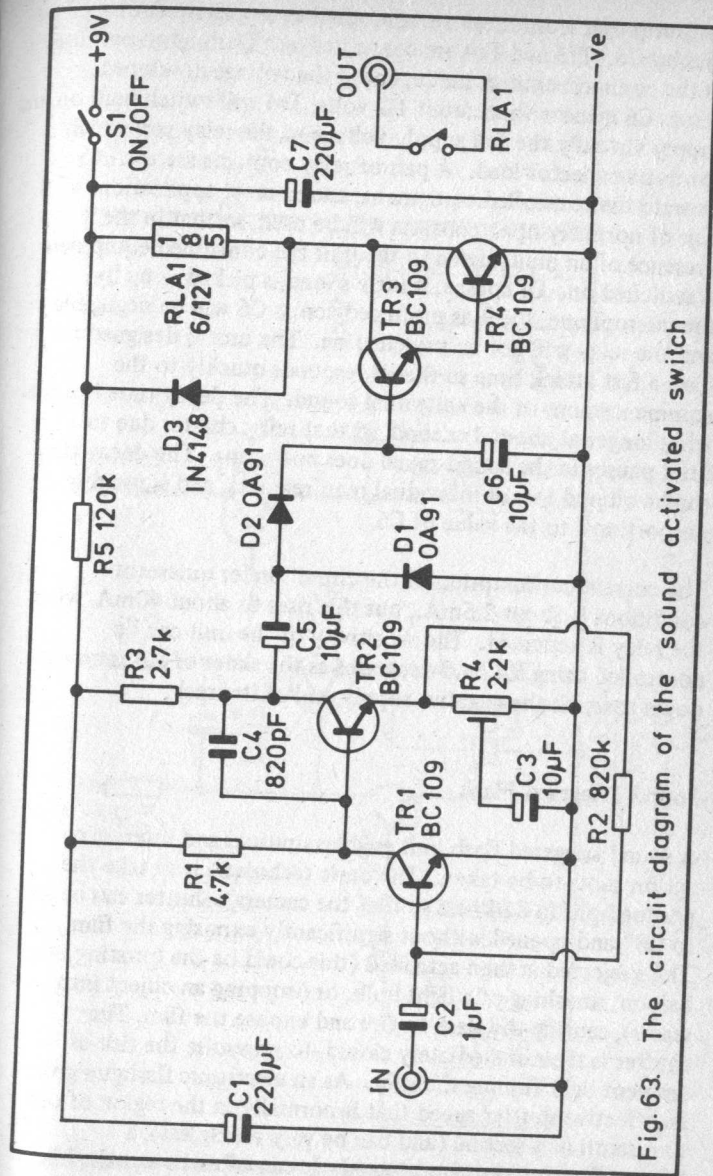 +9V
S1
ON/OFF
R5 120k
R3
2.7k
R1
4.7k
C4
820pF
C5
10µF
TR2
BC109
D2 OA91
D3
IN4148
RLA1
6/12V
1
8
5
C7
220µF
OUT
RLA1
TR3
BC109
TR4
BC109
C6
10µF
D1
OA91
R4
2.2k
TR1
BC109
C3
10µF
R2 820k
C2
1µF
IN
C1
220µF
-ve
Fig. 63. The circuit diagram of the sound activated switch